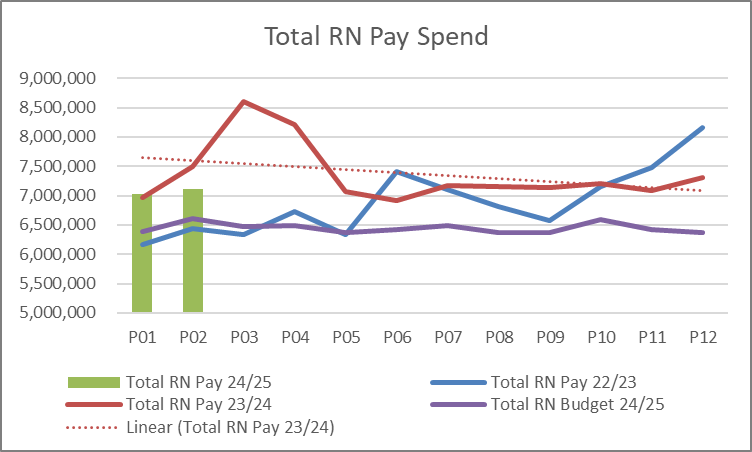 Total RN Pay Spend
9,000,000
8,500,000
8,000,000
7,500,000
7,000,000
6,500,000
6,000,000
5,500,000
5,000,000
P01 P02 P03 P04 P05 P06 P07 P08 P09 P10 P11 P12
Total RN Pay 24/25 Total RN Pay 22/23
Total RN Pay 23/24 Total RN Budget 24/25
Linear (Total RN Pay 23/24)